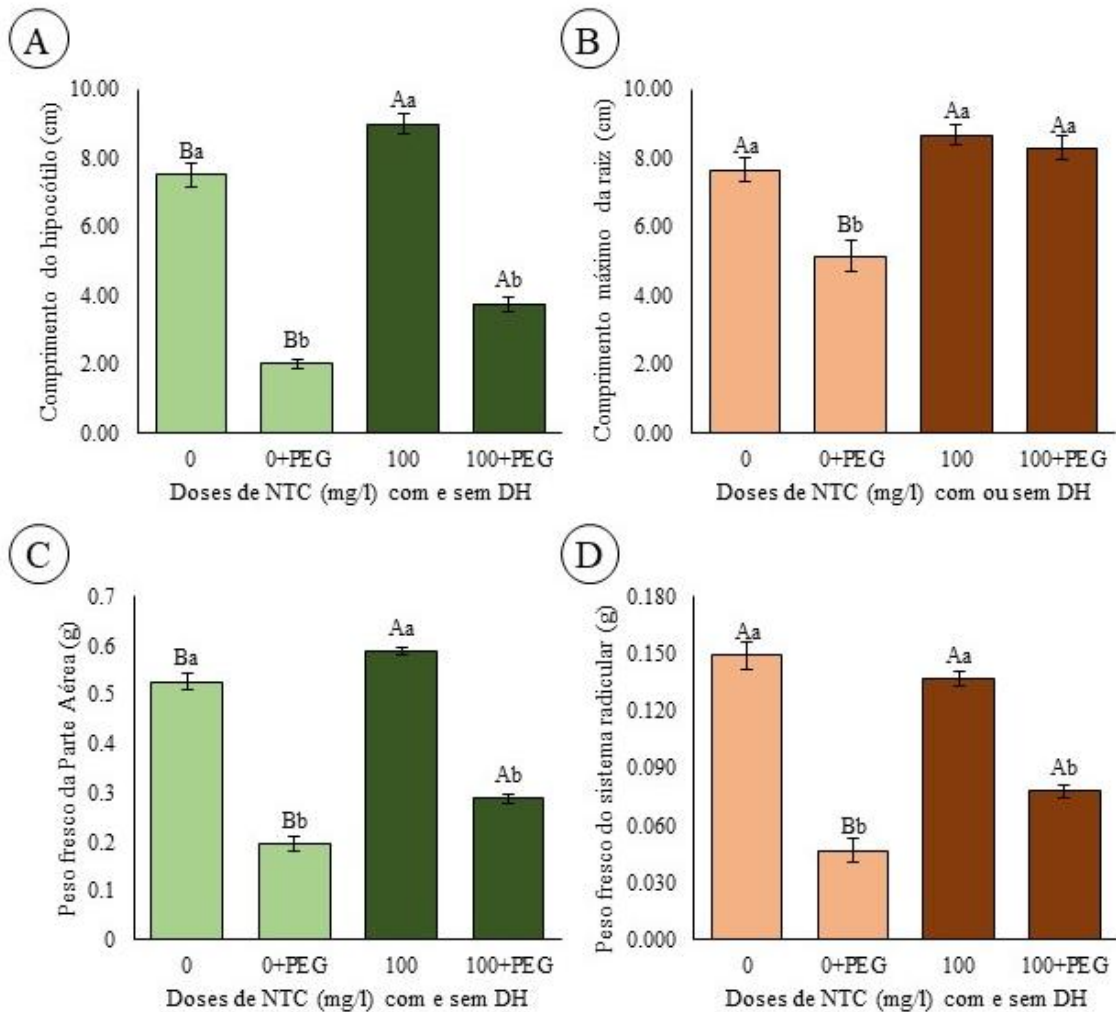 A
Comprimento do hipocótilo (cm)
10.00
8.00
6.00
4.00
2.00
0.00
Ba
Bb
Aa
Ab
0
0+PEG
100
100+PEG
Doses de NTC (mg/l) com e sem DH
B
Comprimento máximo da raiz (cm)
10.00
8.00
6.00
4.00
2.00
0.00
Aa
Bb
Aa
Aa
0
0+PEG
100
100+PEG
Doses de NTC (mg/l) com ou sem DH
C
Peso fresco da Parte Aérea (g)
0.7
0.6
0.5
0.4
0.3
0.2
0.1
0
Ba
Bb
Aa
Ab
0
0+PEG
100
100+PEG
Doses de NTC (mg/l) com e sem DH
D
Peso fresco do sistema radicular (g)
0.180
0.150
0.120
0.090
0.060
0.030
0.000
Aa
Bb
Aa
Ab
0
0+PEG
100
100+PEG
Doses de NTC (mg/l) com e sem DH